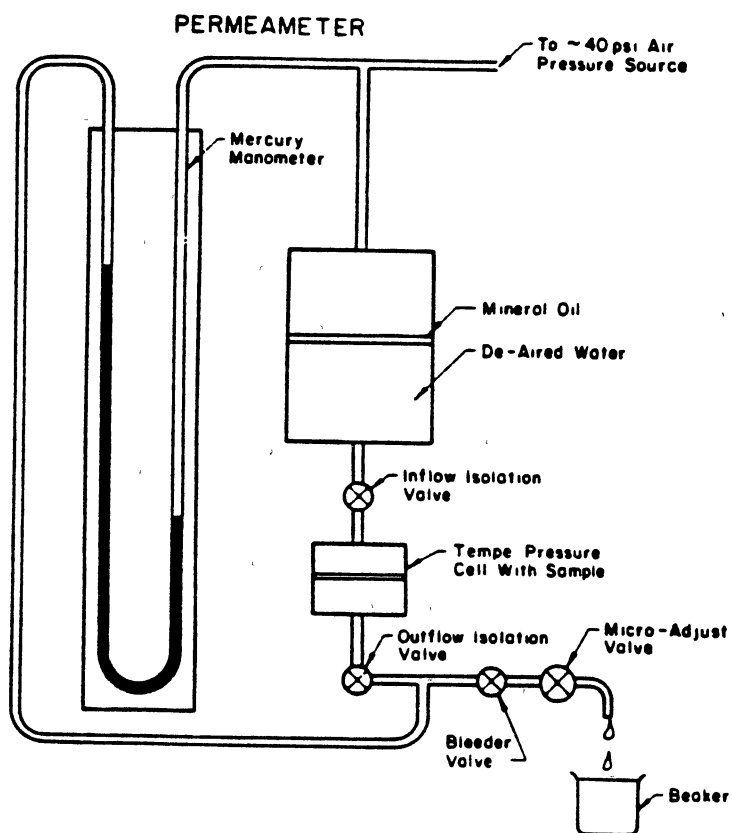 PERMEAMETER
To ~40 psi Air
Pressure Source
Mercury
Manometer
Mineral Oil
De-Aired Water
Inflow Isolation
Valve
Tempe Pressure
Cell With Sample
Outflow Isolation
Valve
Micro-Adjust
Valve
Bleeder
Valve
Beaker